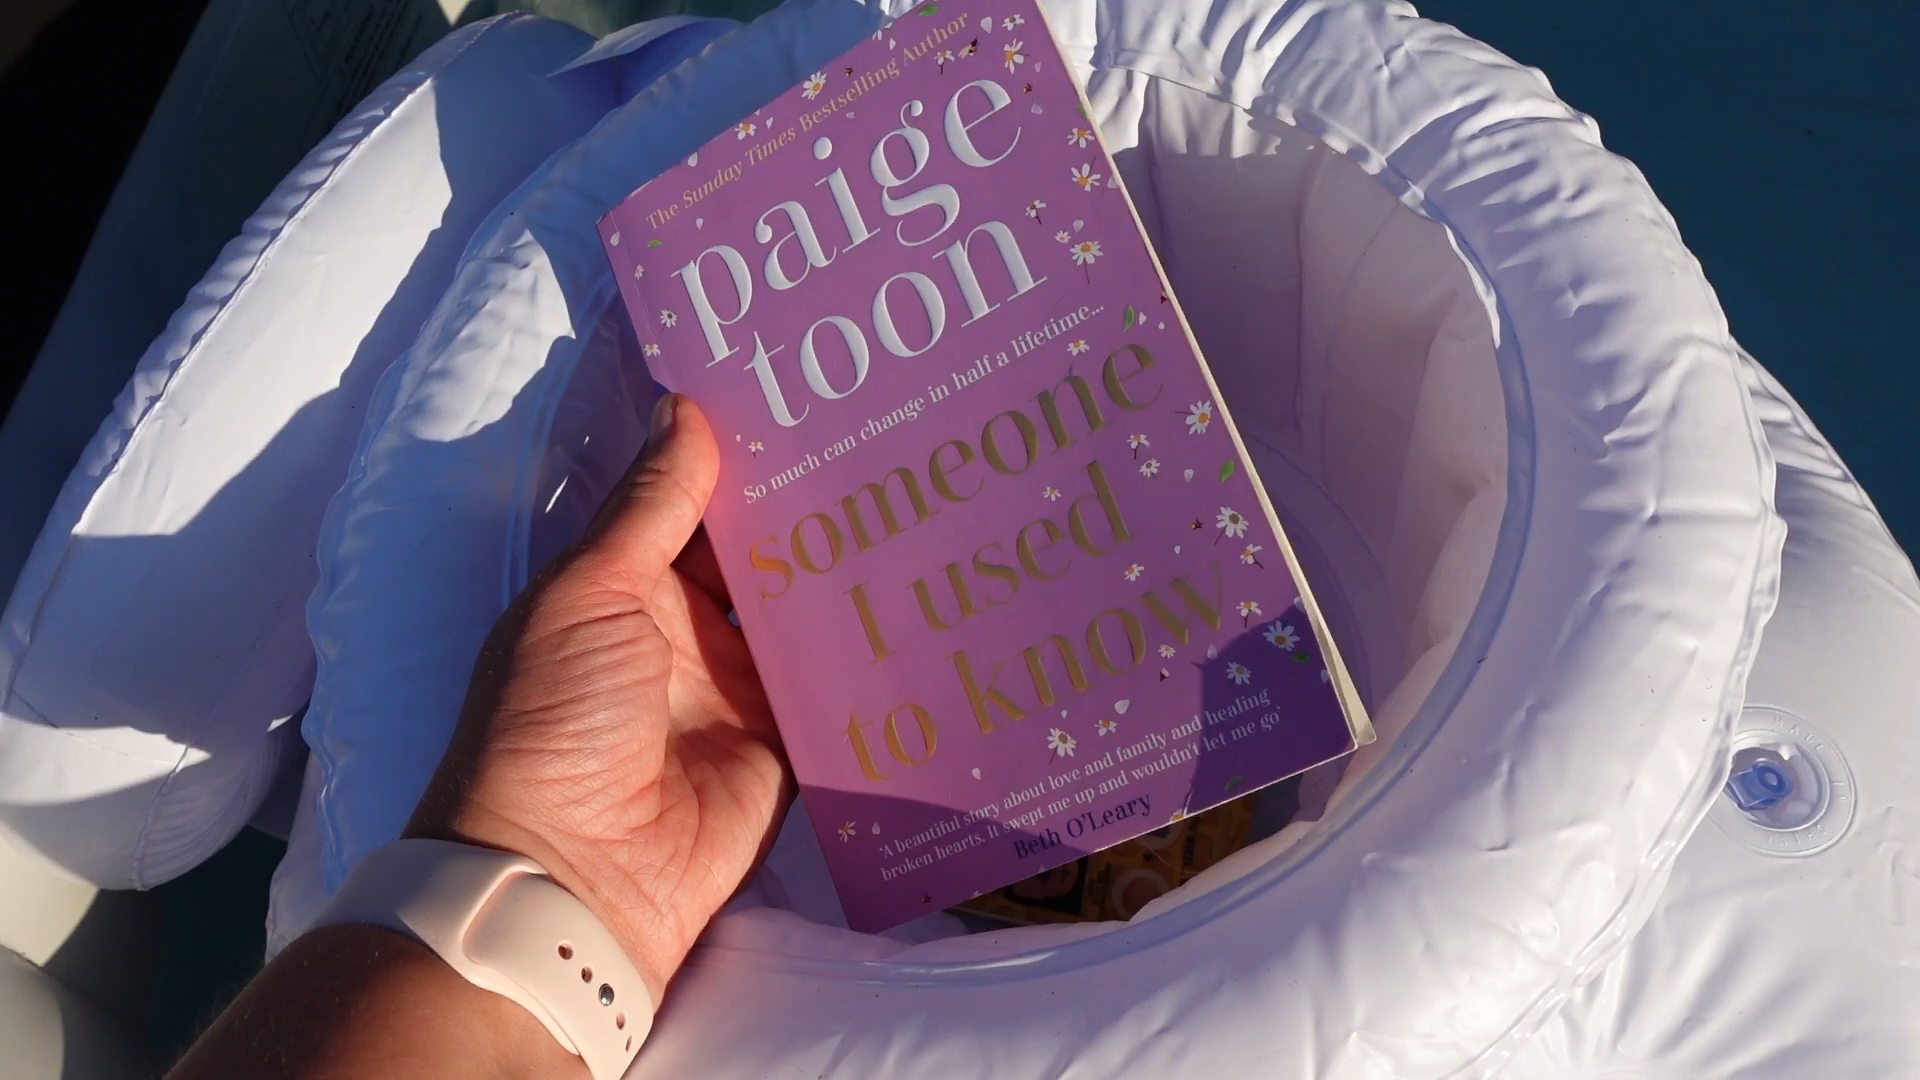 The Sunday Times Bestselling Author
paige
toon
So much can change in half a lifetime...
someone
I used
to know
'A beautiful story about love and family and healing
broken hearts. It swept me up and wouldn't let me go'
Beth O'Leary